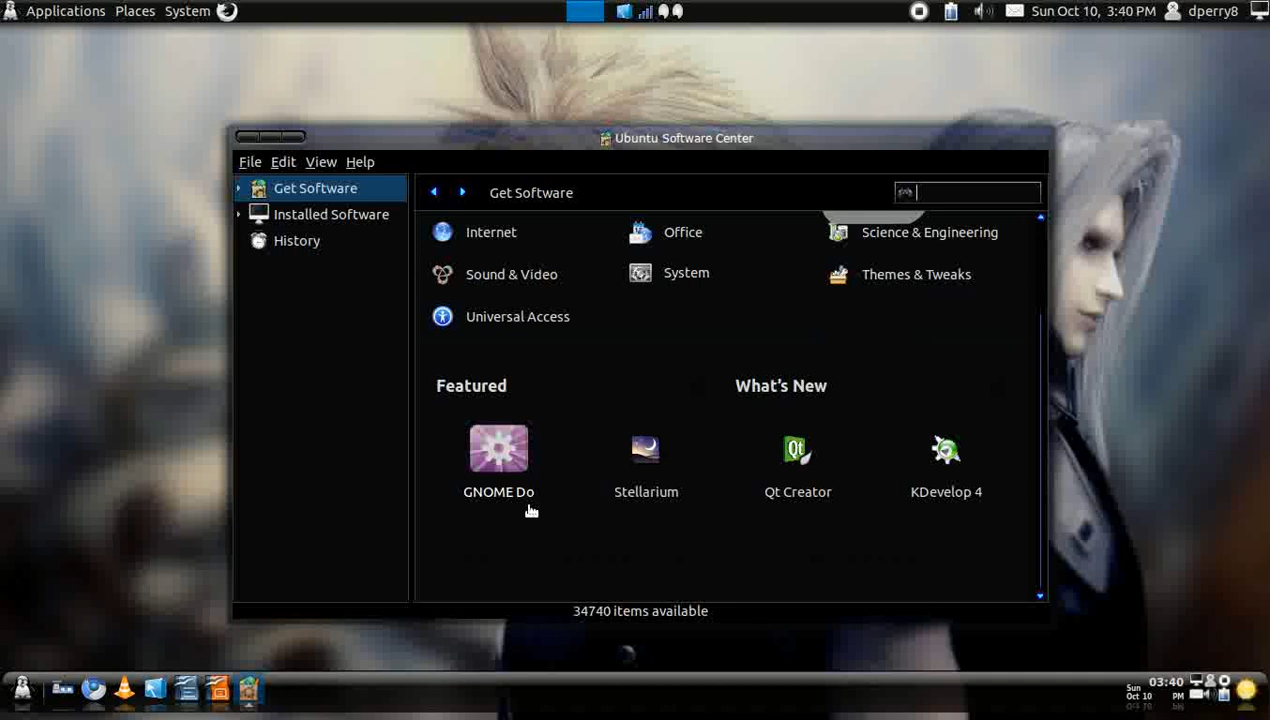 Applications Places System Sun Oct 10, 3:40 PM dperry8
Ubuntu Software Center
File Edit View Help
Get Software
Installed Software
History
Get Software
Internet Office Science & Engineering
Sound & Video System Themes & Tweaks
Universal Access
Featured What's New
Qt
GNOME Do Stellarium Qt Creator KDevelop 4
34740 items available
03:40
Sun PM
Oct 10